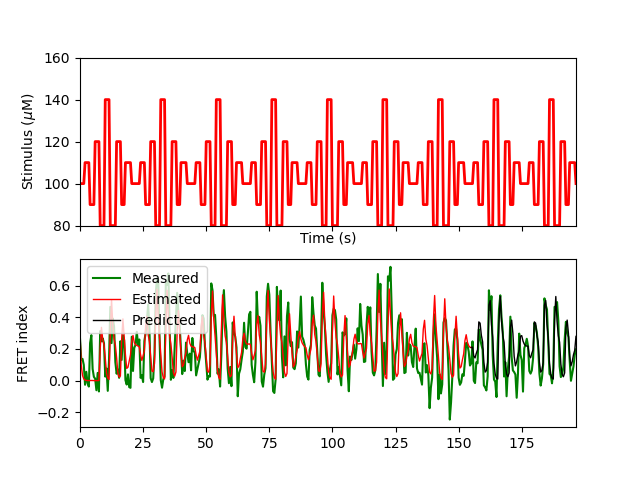 160
140
120
100
80
Stimulus (μM)
Time (s)
Measured
Estimated
Predicted
0.6
0.4
0.2
0.0
−0.2
FRET index
0 25 50 75 100 125 150 175